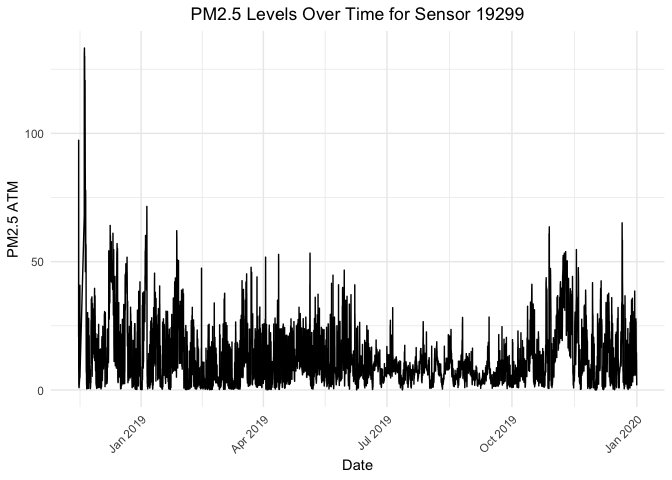 PM2.5 Levels Over Time for Sensor 19299
PM2.5 ATM
100
50
0
Jan 2019
Apr 2019
Jul 2019
Oct 2019
Jan 2020
Date